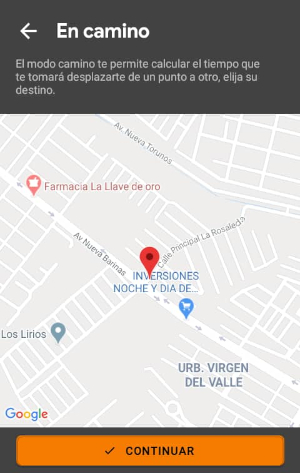 En camino
El modo camino te permite calcular el tiempo que
te tomará desplazarte de un punto a otro, elija su
destino.
Av. Nueva Torunos
Farmacia La Llave de oro
Calle Principal La Rosaleda
Av Nueva Barinas
INVERSIONES
NOCHE Y DIA DE...
Los Lirios
URB. VIRGEN
DEL VALLE
Google
CONTINUAR